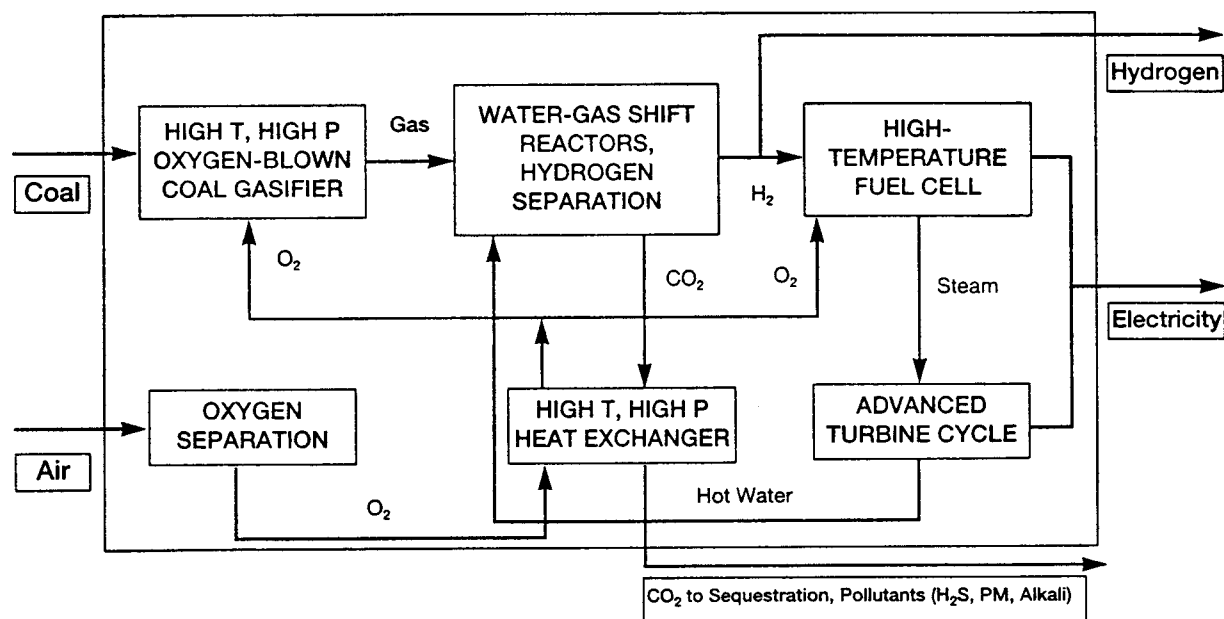 Hydrogen
HIGH T, HIGH P
OXYGEN-BLOWN
COAL GASIFIER
Gas
WATER-GAS SHIFT
REACTORS,
HYDROGEN
SEPARATION
H₂
HIGH-
TEMPERATURE
FUEL CELL
Coal
O₂
CO₂
O₂
Steam
Electricity
OXYGEN
SEPARATION
HIGH T, HIGH P
HEAT EXCHANGER
ADVANCED
TURBINE CYCLE
Air
O₂
Hot Water
CO₂ to Sequestration, Pollutants (H₂S, PM, Alkali)